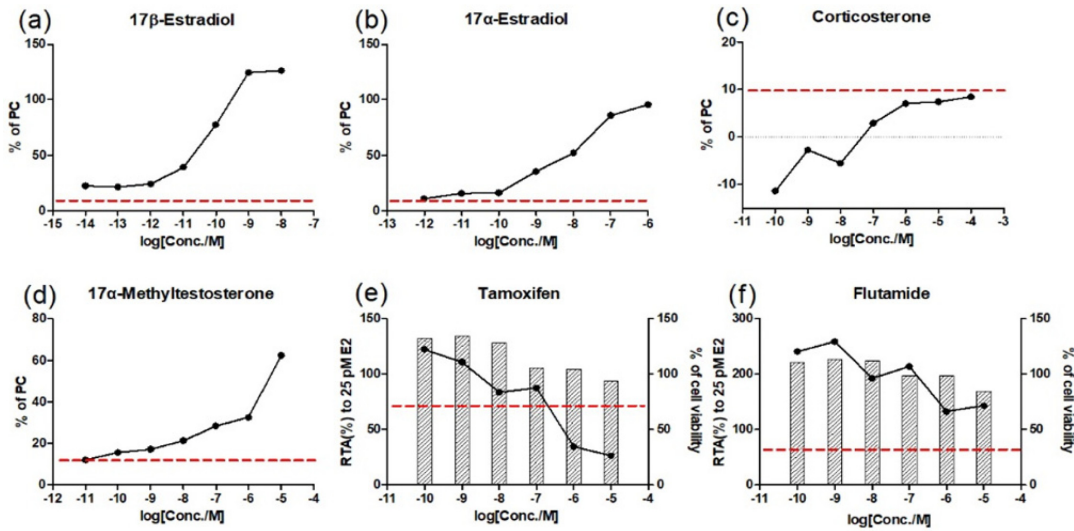 (a) 17β-Estradiol
% of PC
150
100
50
0
-15 -14 -13 -12 -11 -10 -9 -8 -7
log[Conc./M]
(b) 17α-Estradiol
% of PC
150
100
50
0
-13 -12 -11 -10 -9 -8 -7 -6
log[Conc./M]
(c) Corticosterone
% of PC
20
10
0
-10
-11 -10 -9 -8 -7 -6 -5 -4 -3
log[Conc./M]
(d) 17α-Methyltestosterone
% of PC
80
60
40
20
0
-12 -11 -10 -9 -8 -7 -6 -5 -4
log[Conc./M]
(e) Tamoxifen
RTA(%) to 25 pM E2
150
100
50
0
-11 -10 -9 -8 -7 -6 -5 -4
log[Conc./M]
150
100
50
0
% of cell viability
(f) Flutamide
RTA(%) to 25 pM E2
300
200
100
0
-11 -10 -9 -8 -7 -6 -5 -4
log[Conc./M]
150
100
50
0
% of cell viability